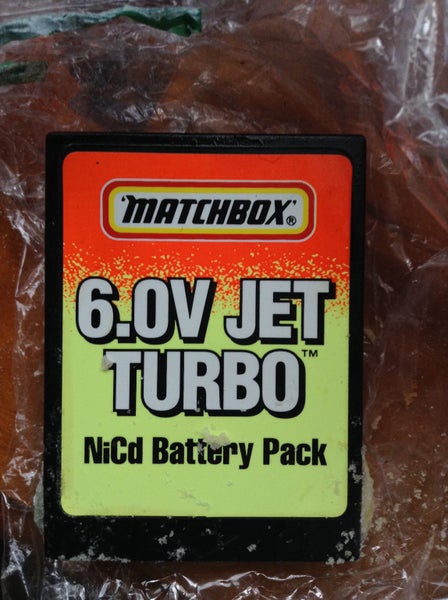 'MATCHBOX'®
6.0V JET
TURBO™
NiCd Battery Pack